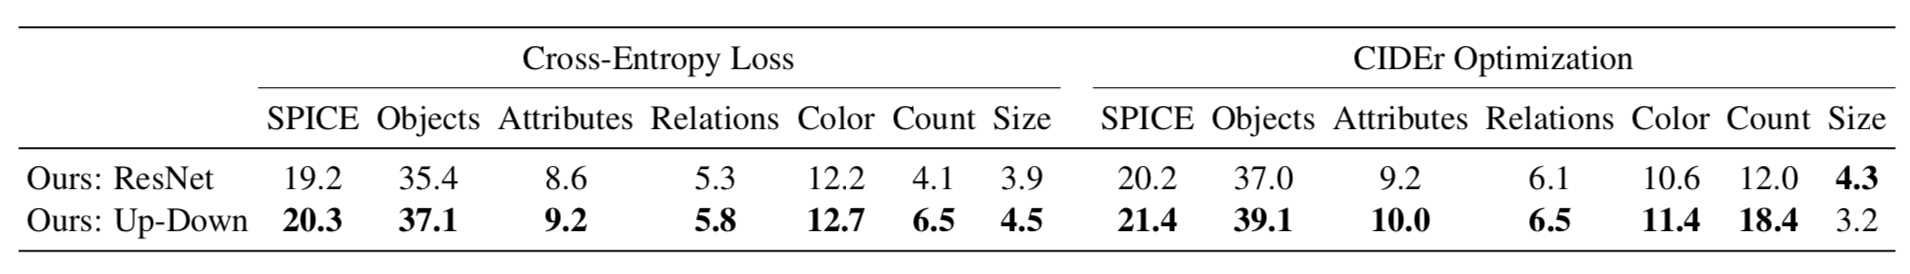 Cross-Entropy Loss CIDEr Optimization
SPICE Objects Attributes Relations Color Count Size SPICE Objects Attributes Relations Color Count Size
Ours: ResNet 19.2 35.4 8.6 5.3 12.2 4.1 3.9 20.2 37.0 9.2 6.1 10.6 12.0 4.3
Ours: Up-Down 20.3 37.1 9.2 5.8 12.7 6.5 4.5 21.4 39.1 10.0 6.5 11.4 18.4 3.2